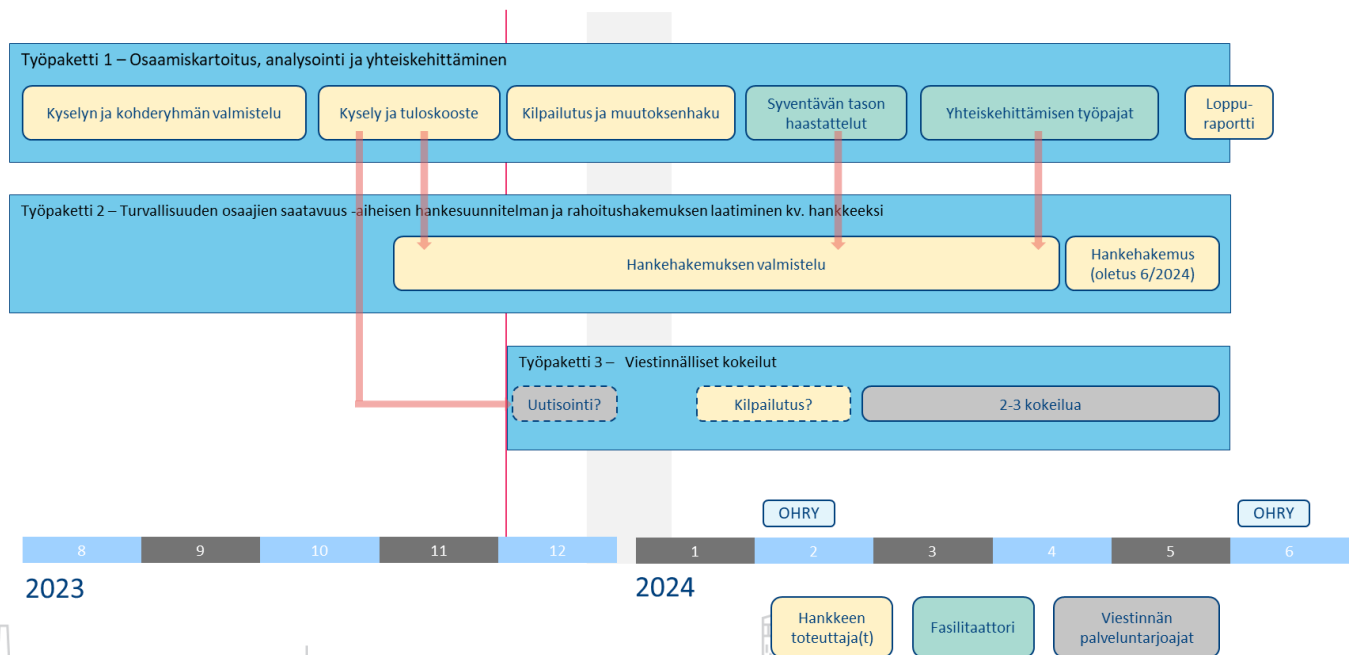 Työpaketti 1 – Osaamiskartoitus, analysointi ja yhteiskehittäminen
Kyselyn ja kohderyhmän valmistelu
Kysely ja tuloskooste
Kilpailutus ja muutoksenhaku
Syventävän tason
haastattelut
Yhteiskehittämisen työpajat
Loppu-
raportti
Työpaketti 2 – Turvallisuuden osaajien saatavuus -aiheisen hankesuunnitelman ja rahoitushakemuksen laatiminen kv. hankkeeksi
Hankehakemuksen valmistelu
Hankehakemus
(oletus 6/2024)
Työpaketti 3 – Viestinnälliset kokeilut
Uutisointi?
Kilpailutus?
2-3 kokeilua
OHRY
OHRY
8
9
10
11
12
1
2
3
4
5
6
2023
2024
Hankkeen
toteuttaja(t)
Fasilitaattori
Viestinnän
palveluntarjoajat